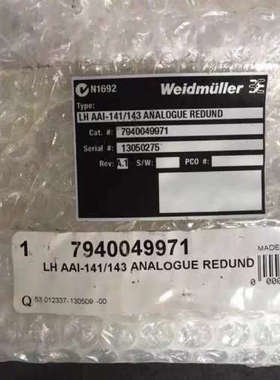 N1692 Weidmüller
Type:
LH AAI-141/143 ANALOGUE REDUND
Cat. #: 7940049971
Serial #: 13050275
Rev: A.1 S/W: PCO #:
1 7940049971
LH AAI-141/143 ANALOGUE REDUND
MADE
Q 53 012337-130509 -00